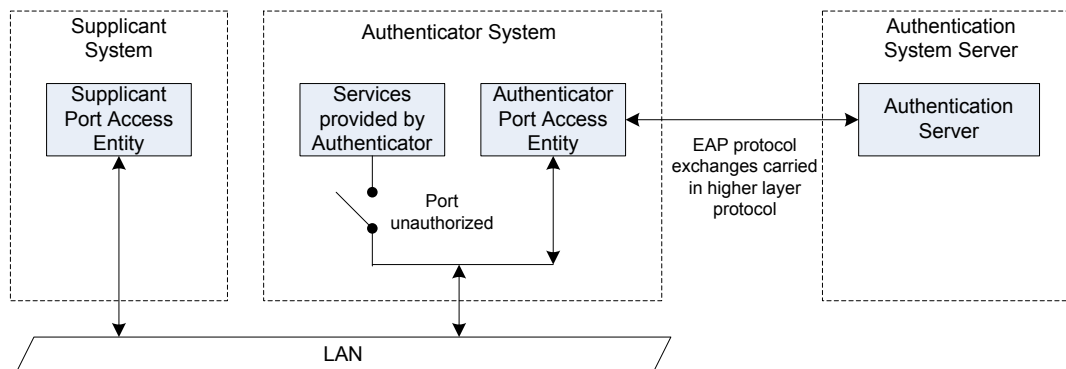 Supplicant
System
Supplicant
Port Access
Entity
Authenticator System
Services
provided by
Authenticator
Authenticator
Port Access
Entity
Port
unauthorized
EAP protocol
exchanges carried
in higher layer
protocol
Authentication
System Server
Authentication
Server
LAN